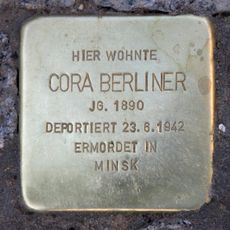 HIER WOHNTE
CORA BERLINER
JG. 1890
DEPORTIERT 23.6.1942
ERMORDET IN
MINSK